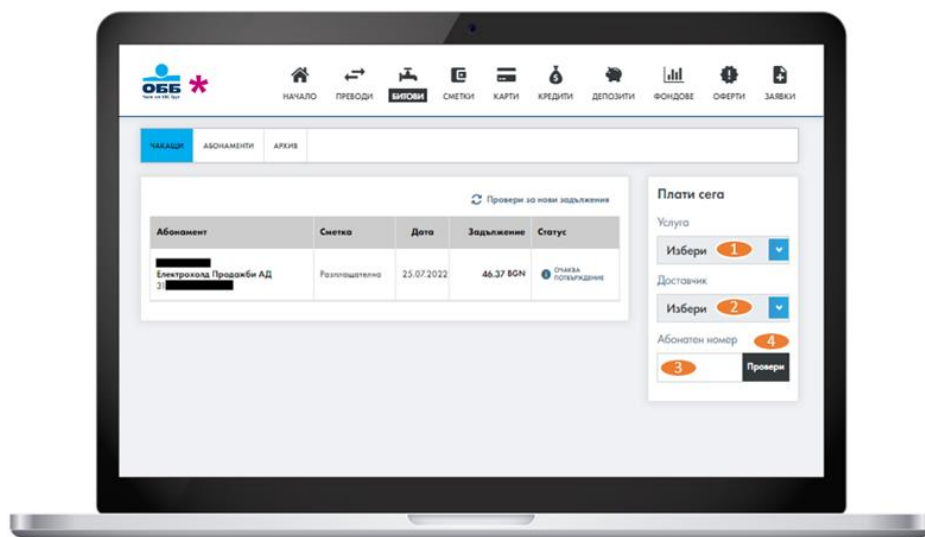 ОББ
НАЧАЛО ПРЕВОДИ БИТОВИ СМЕТКИ КАРТИ КРЕДИТИ ДЕПОЗИТИ ФОНДОВЕ ОФЕРТИ ЗАЯВКИ
ЧАКАЩИ АБОНАМЕНТИ АРХИВ
Провери за нови задължения
Абонамент Сметка Дата Задължение Статус
Електрохолд Продажби АД Разплащателна 25.07.2022 46.37 BGN ОЧАКВА
31 ПОТВЪРЖДЕНИЕ
Плати сега
Услуга
Избери 1
Доставчик
Избери 2
Абонатен номер 4
3 Провери